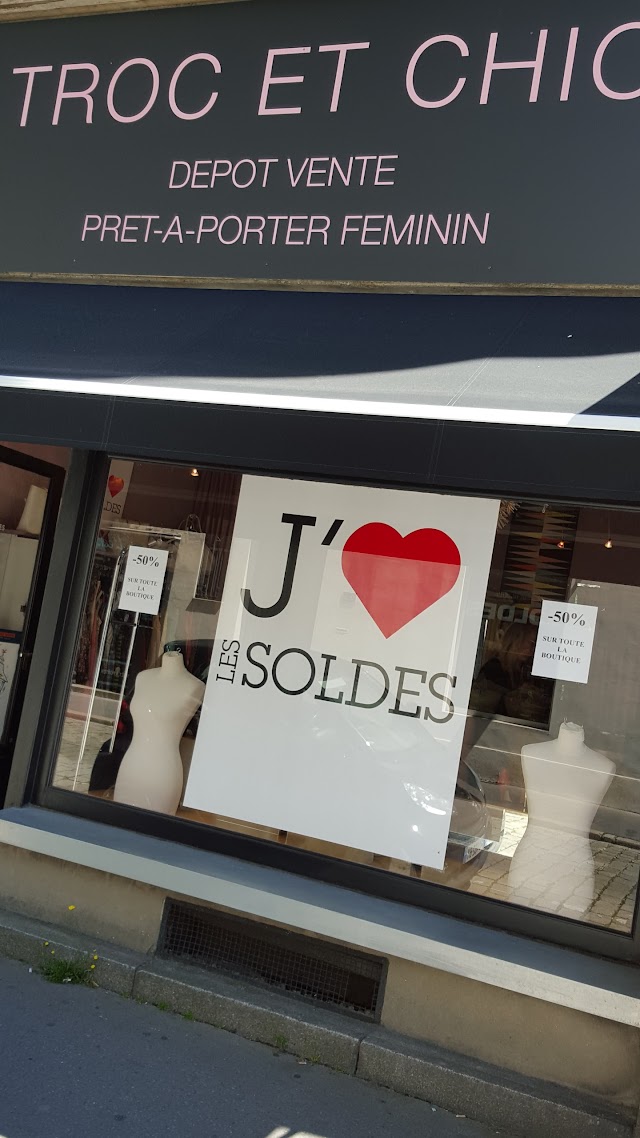 TROC ET CHIC
DEPOT VENTE
PRET-A-PORTER FEMININ
J'
LES SOLDES
-50%
SUR TOUTE
LA
BOUTIQUE
-50%
SUR TOUTE
LA
BOUTIQUE